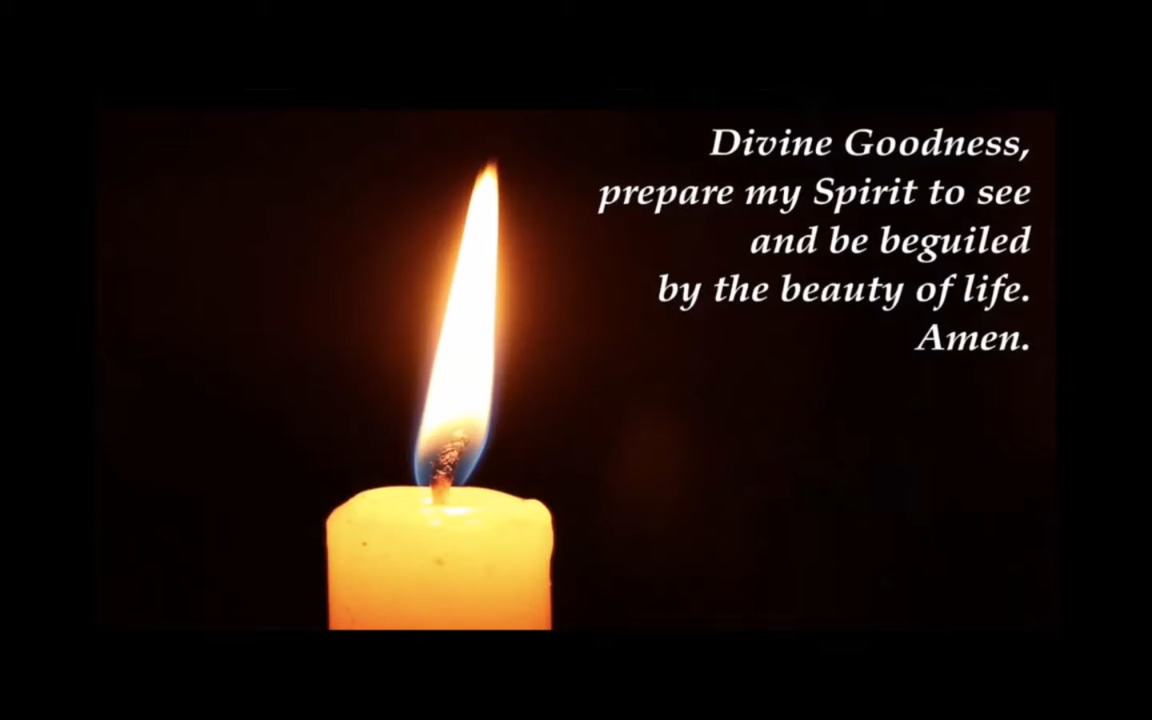 Divine Goodness,
prepare my Spirit to see
and be beguiled
by the beauty of life.
Amen.